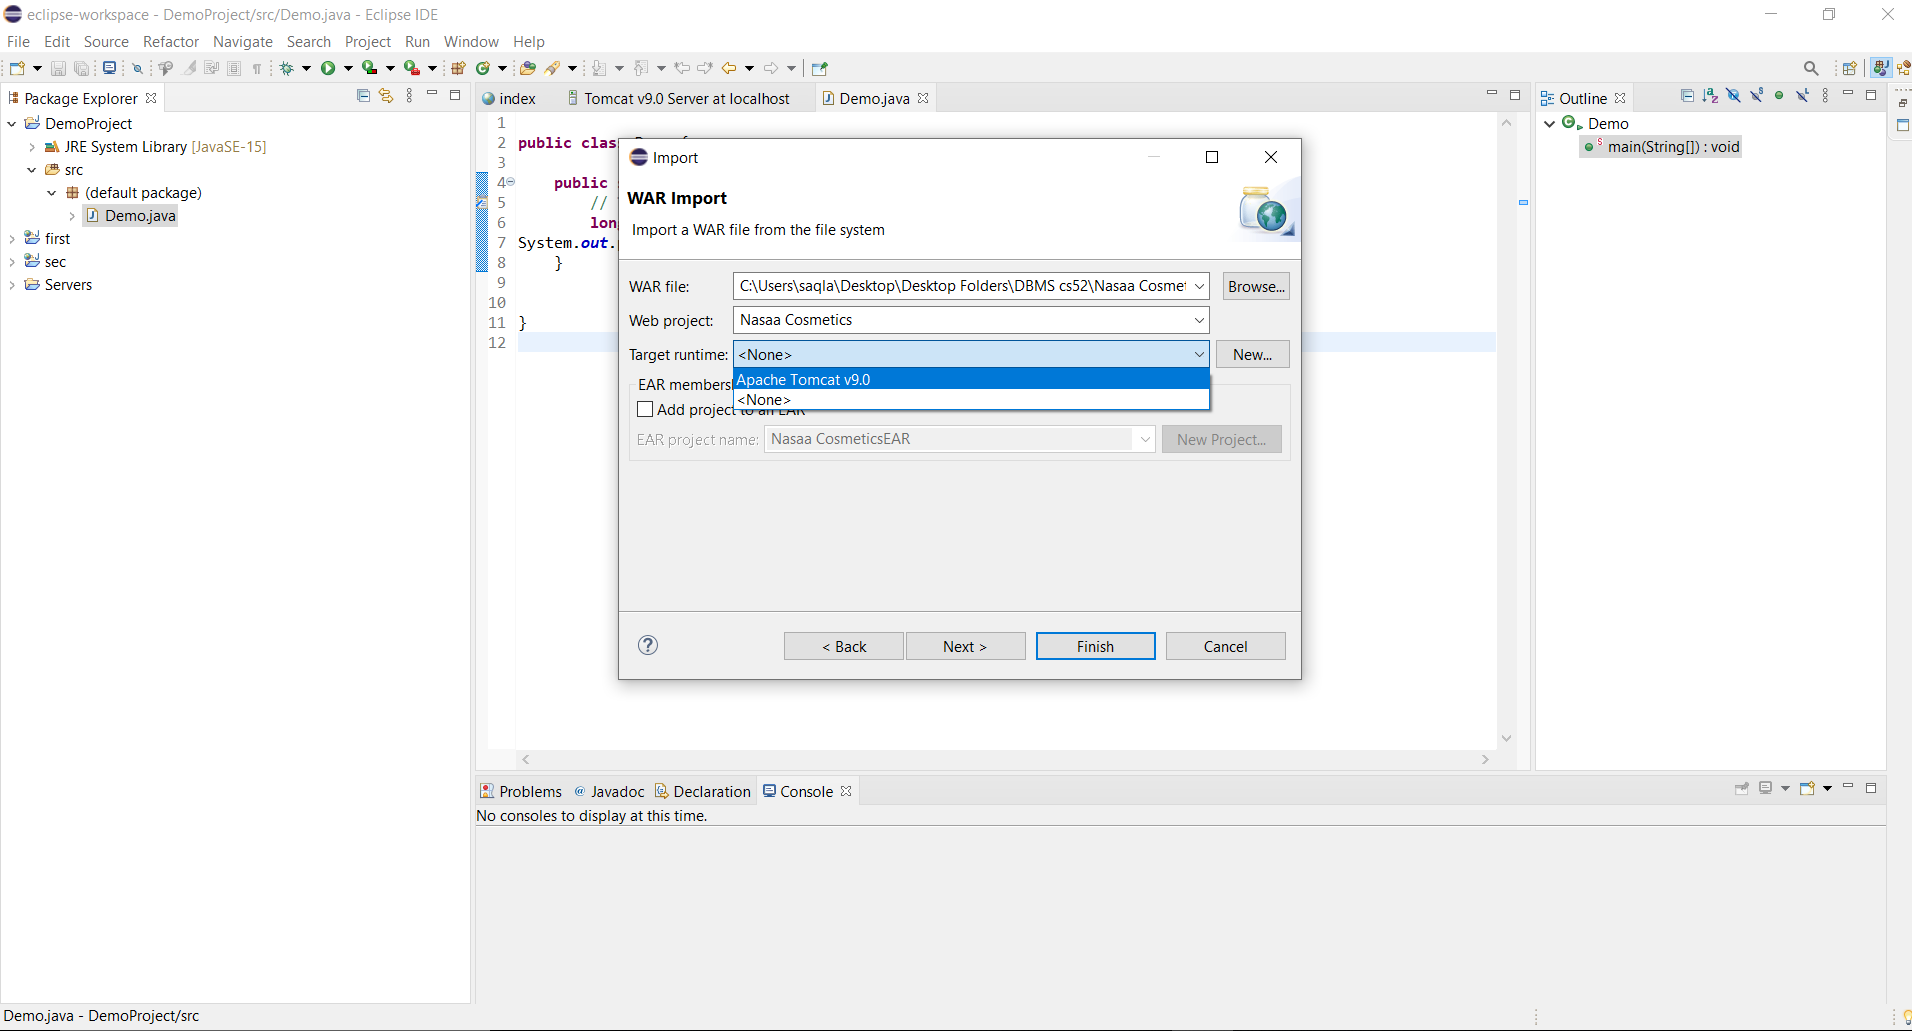 eclipse-workspace - DemoProject/src/Demo.java - Eclipse IDE
File Edit Source Refactor Navigate Search Project Run Window Help
Package Explorer
DemoProject
JRE System Library [JavaSE-15]
src
(default package)
Demo.java
first
sec
Servers
index Tomcat v9.0 Server at localhost Demo.java
1
2 public clas
3
4 public
5 //
6 lon
7 System.out.
8 }
9
10
11 }
12
Import
WAR Import
Import a WAR file from the file system
WAR file: C:\Users\saqla\Desktop\Desktop Folders\DBMS cs52\Nasaa Cosmet Browse...
Web project: Nasaa Cosmetics
Target runtime: <None> New...
Apache Tomcat v9.0
<None>
EAR members
Add project to an EAR
EAR project name: Nasaa CosmeticsEAR New Project...
< Back Next > Finish Cancel
Outline
Demo
main(String[]) : void
Problems @ Javadoc Declaration Console
No consoles to display at this time.
Demo.java - DemoProject/src